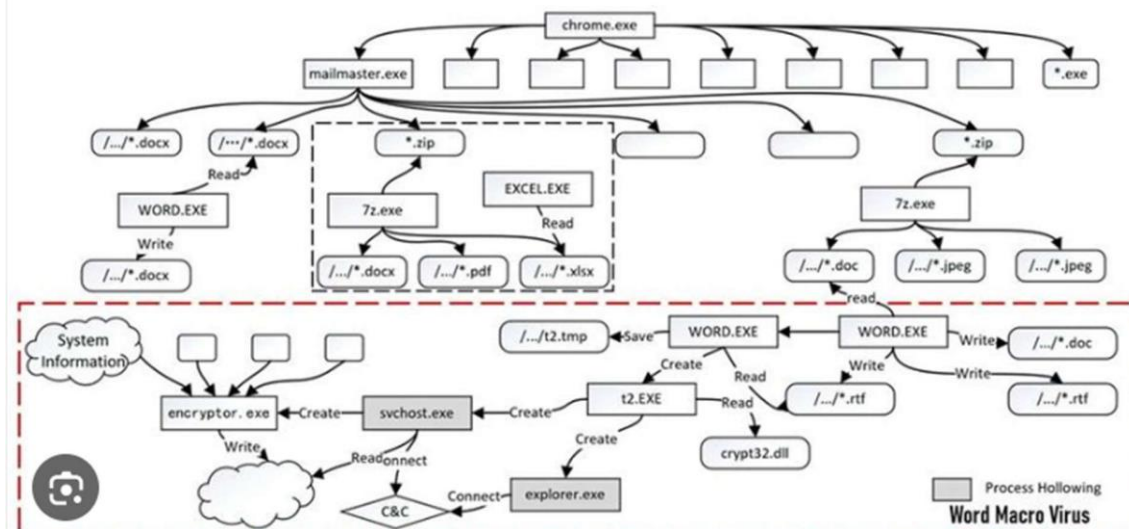 chrome.exe
mailmaster.exe
*.exe
/.../*.docx
/.../*.docx
*.zip
*.zip
Read
WORD.EXE
Write
/.../*.docx
7z.exe
EXCEL.EXE
Read
/.../*.docx
/.../*.pdf
/.../*.xlsx
7z.exe
/.../*.doc
/.../*.jpeg
/.../*.jpeg
read
System
Information
/.../t2.tmp
Save
WORD.EXE
WORD.EXE
Write
/.../*.doc
Create
Read
Write
Write
/.../*.rtf
/.../*.rtf
encryptor.exe
Create
svchost.exe
Create
t2.EXE
Read
crypt32.dll
Write
Read
onnect
Create
C&C
Connect
explorer.exe
Process Hollowing
Word Macro Virus